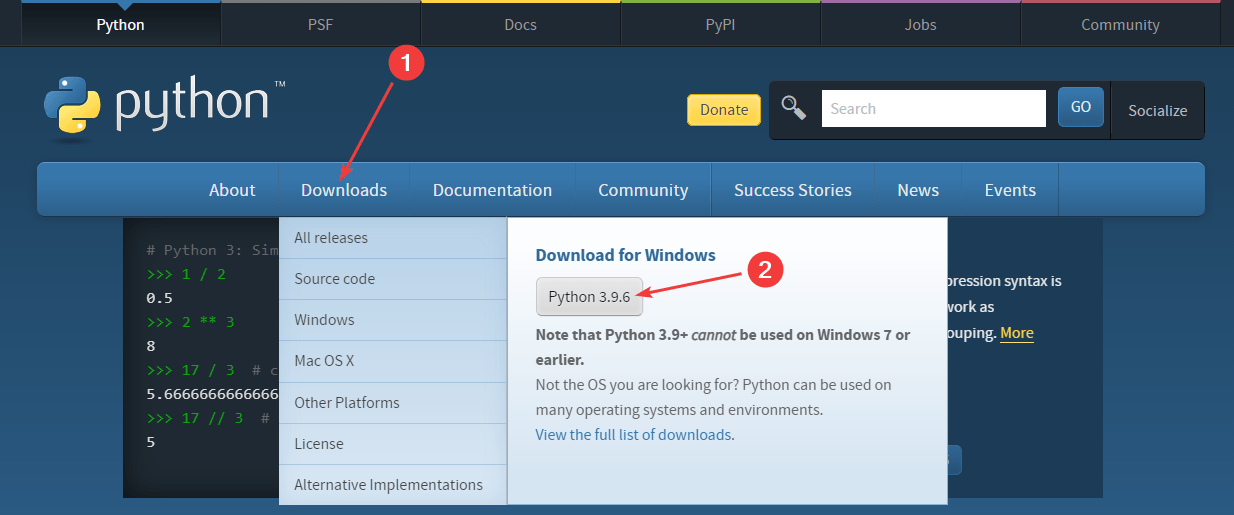 Python PSF Docs PyPI Jobs Community
1
python™
Donate Search GO Socialize
About Downloads Documentation Community Success Stories News Events
All releases
Source code
Windows
Mac OS X
Other Platforms
License
Alternative Implementations
Download for Windows
2
Python 3.9.6
Note that Python 3.9+ cannot be used on Windows 7 or
earlier.
Not the OS you are looking for? Python can be used on
many operating systems and environments.
View the full list of downloads.
# Python 3: Sim
>>> 1 / 2
0.5
>>> 2 ** 3
8
>>> 17 / 3 # c
5.6666666666666
>>> 17 // 3 #
5
pression syntax is
work as
ouping. More